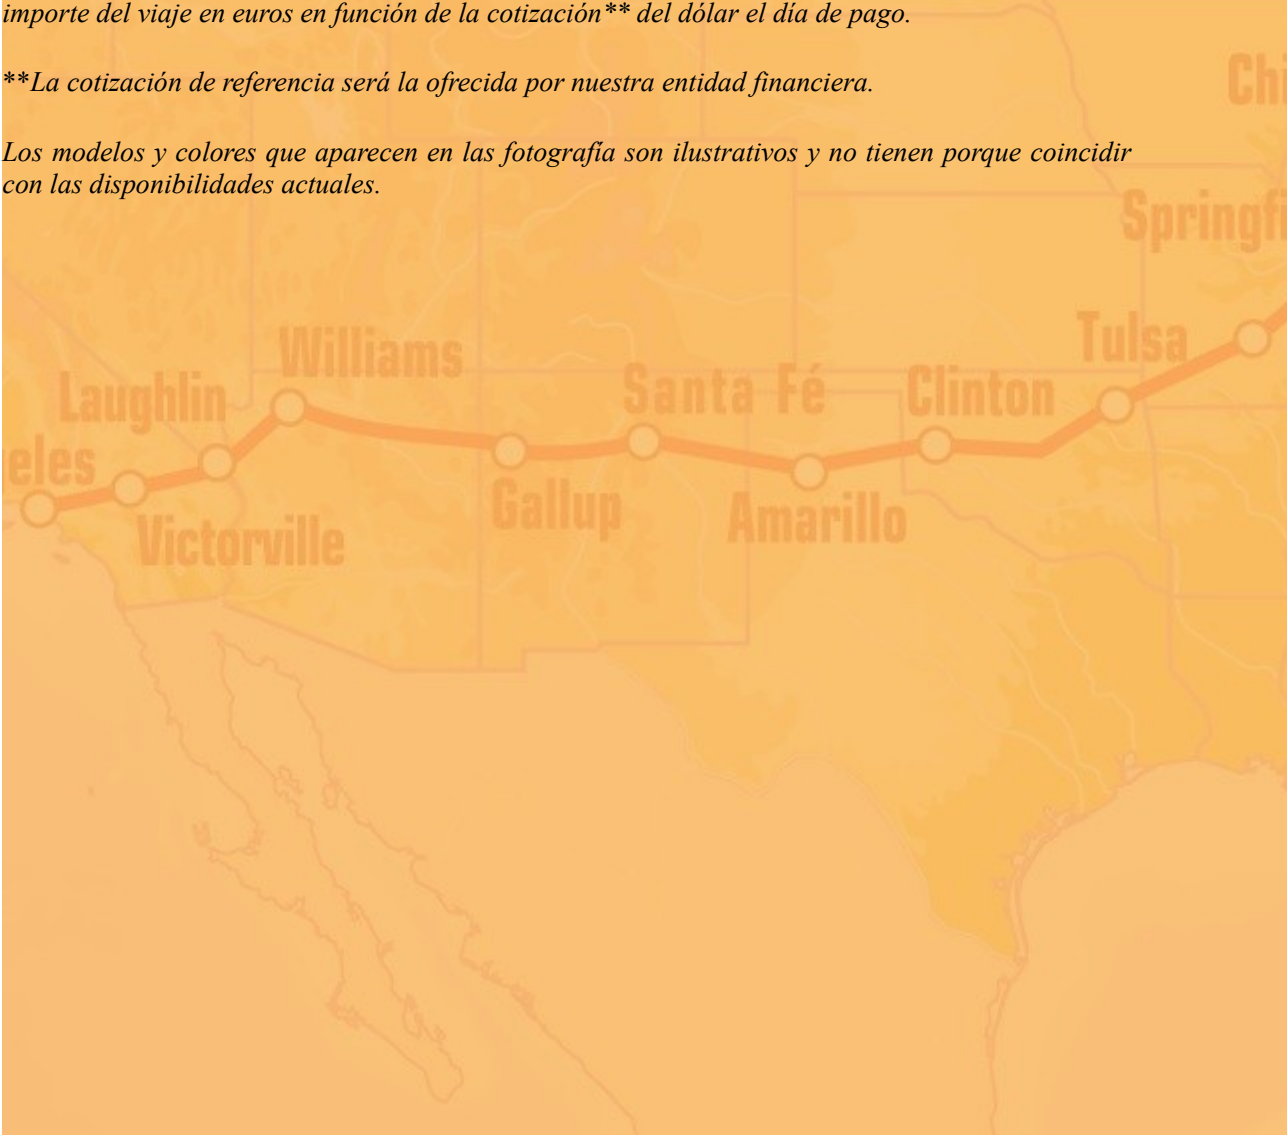 importe del viaje en euros en función de la cotización** del dólar el día de pago.
**La cotización de referencia será la ofrecida por nuestra entidad financiera.
Los modelos y colores que aparecen en las fotografía son ilustrativos y no tienen porque coincidir
con las disponibilidades actuales.
Chi
Springfi
Tulsa
Williams
Santa Fé
Clinton
Laughlin
eles
Gallup
Amarillo
Victorville